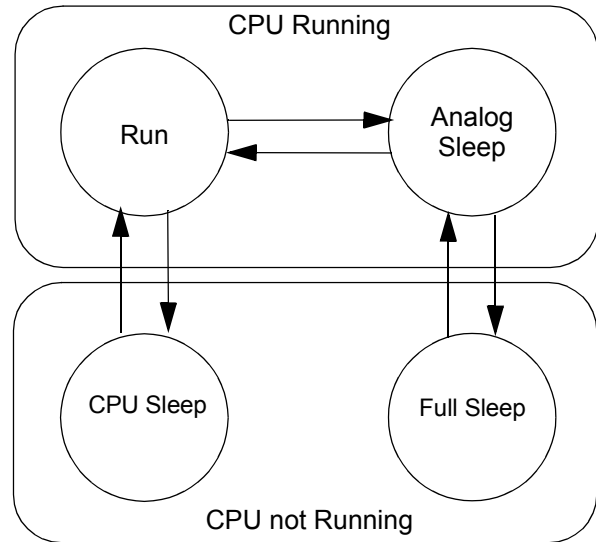 CPU Running
Run
Analog
Sleep
CPU Sleep
Full Sleep
CPU not Running